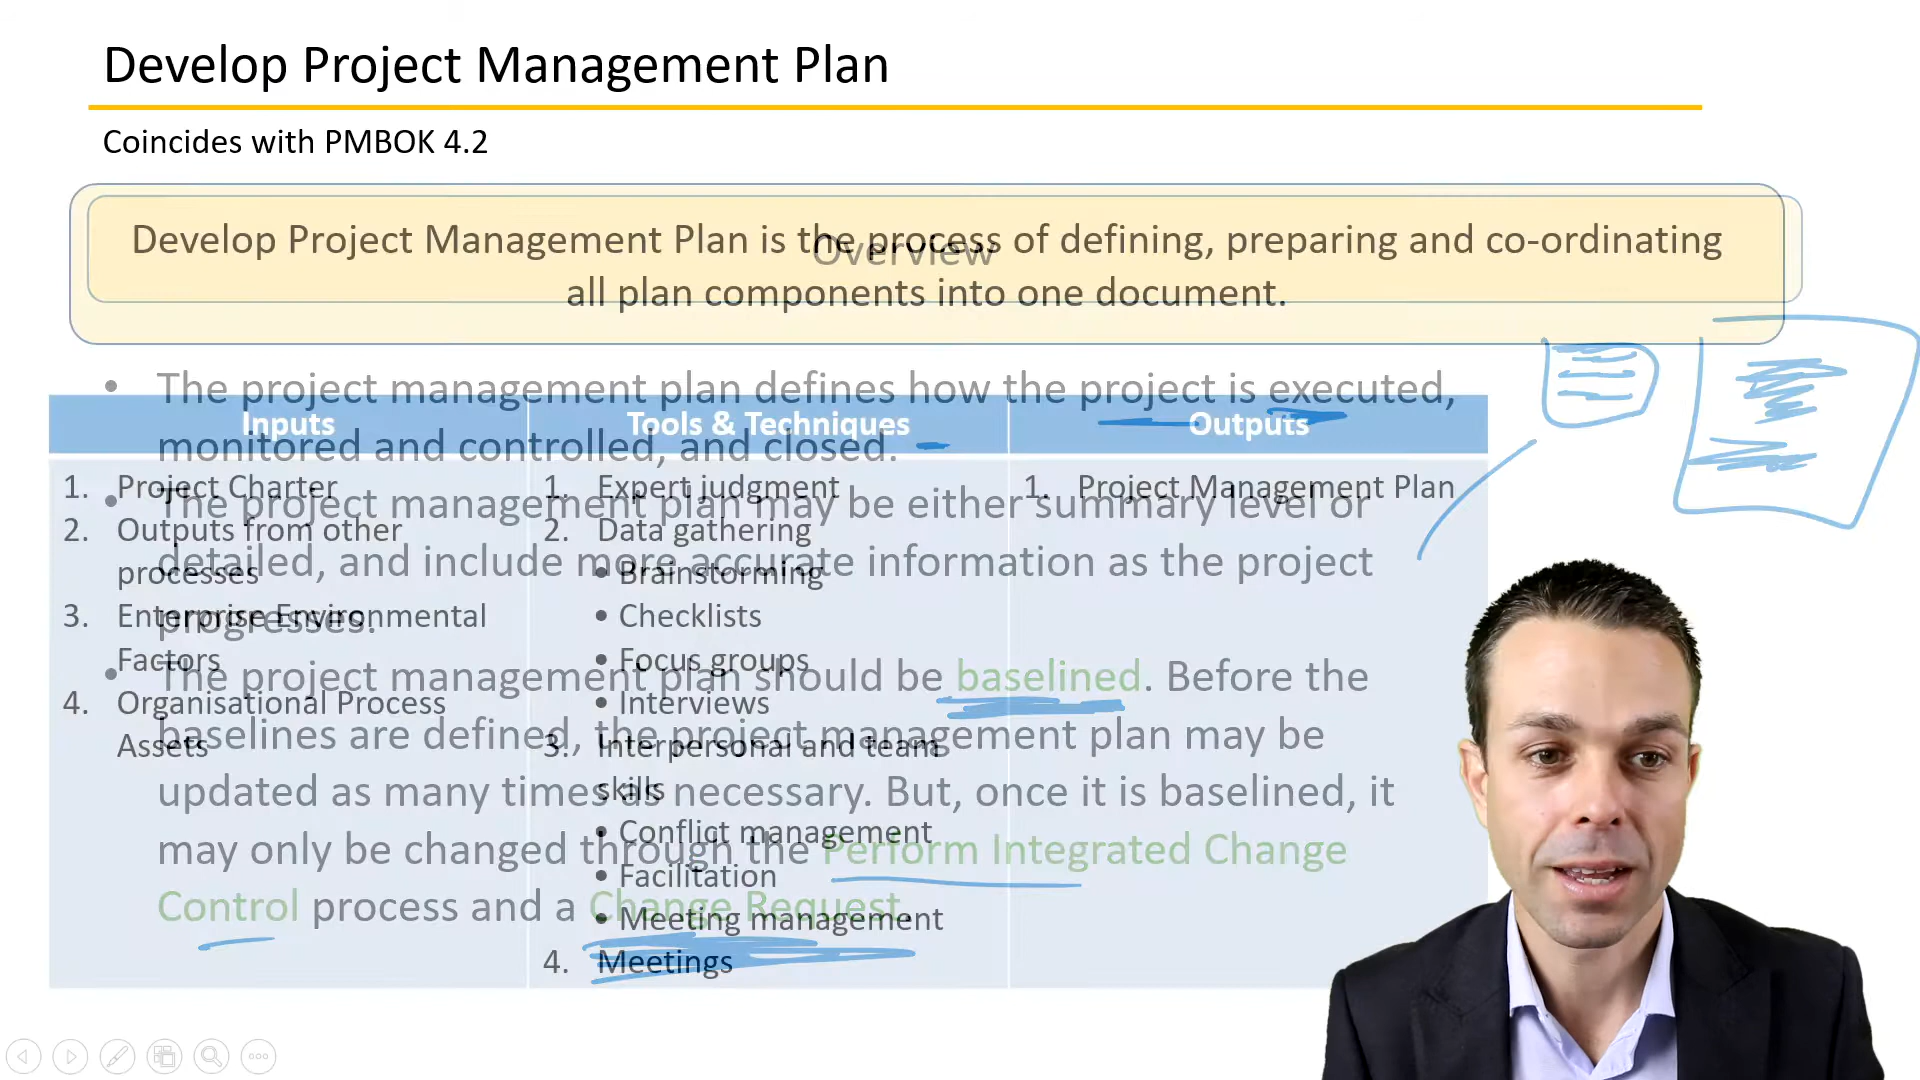 Develop Project Management Plan
Coincides with PMBOK 4.2
Develop Project Management Plan is the process of defining, preparing and co-ordinating
all plan components into one document.
Overview
• The project management plan defines how the project is executed,
monitored and controlled, and closed.
• The project management plan may be either summary level or
detailed, and include more accurate information as the project
progresses.
• The project management plan should be baselined. Before the
baselines are defined, the project management plan may be
updated as many times as necessary. But, once it is baselined, it
may only be changed through the Perform Integrated Change
Control process and a Change Request.
Inputs
1. Project Charter
2. Outputs from other
processes
3. Enterprise Environmental
Factors
4. Organisational Process
Assets
Tools & Techniques
1. Expert judgment
2. Data gathering
• Brainstorming
• Checklists
• Focus groups
• Interviews
3. Interpersonal and team
skills
• Conflict management
• Facilitation
• Meeting management
4. Meetings
Outputs
1. Project Management Plan